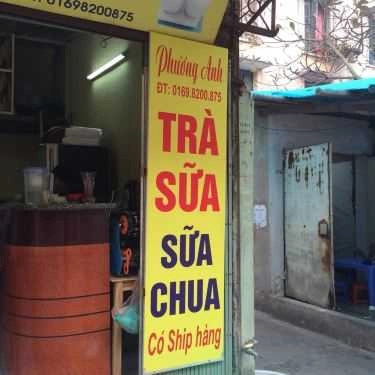 : 01698200875
Phương Anh
ĐT: 0169.8200.875
TRÀ
SỮA
SỮA
CHUA
Có Ship hàng